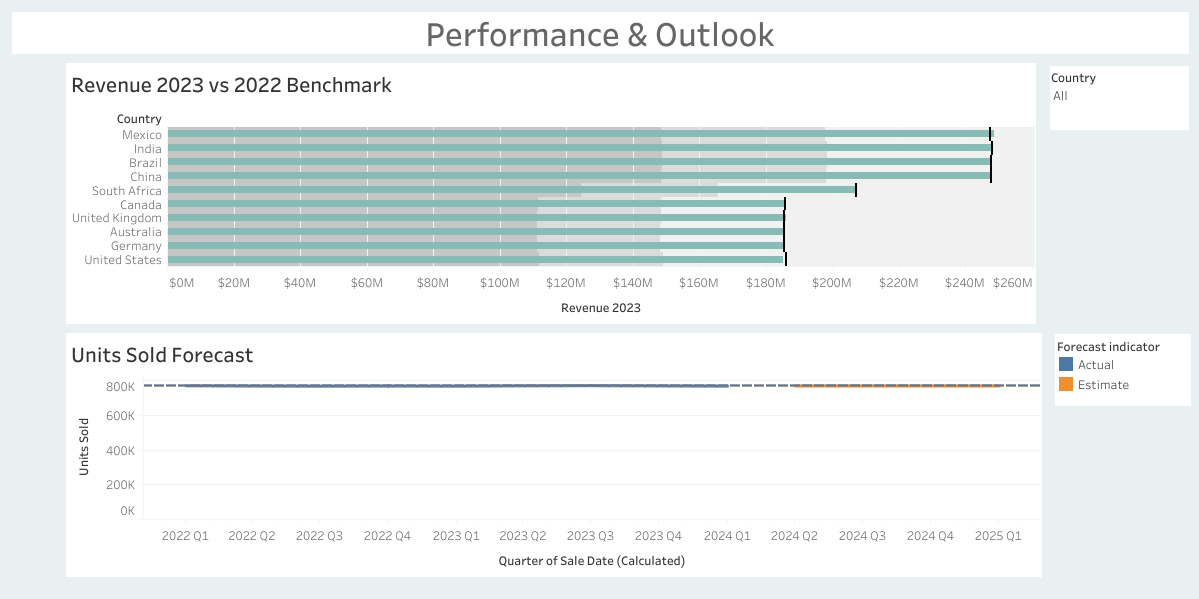 Performance & Outlook
Revenue 2023 vs 2022 Benchmark
Country
Mexico
India
Brazil
China
South Africa
Canada
United Kingdom
Australia
Germany
United States
$0M $20M $40M $60M $80M $100M $120M $140M $160M $180M $200M $220M $240M $260M
Revenue 2023
Country
All
Units Sold Forecast
800K
600K
400K
200K
0K
Units Sold
2022 Q1 2022 Q2 2022 Q3 2022 Q4 2023 Q1 2023 Q2 2023 Q3 2023 Q4 2024 Q1 2024 Q2 2024 Q3 2024 Q4 2025 Q1
Quarter of Sale Date (Calculated)
Forecast indicator
Actual
Estimate